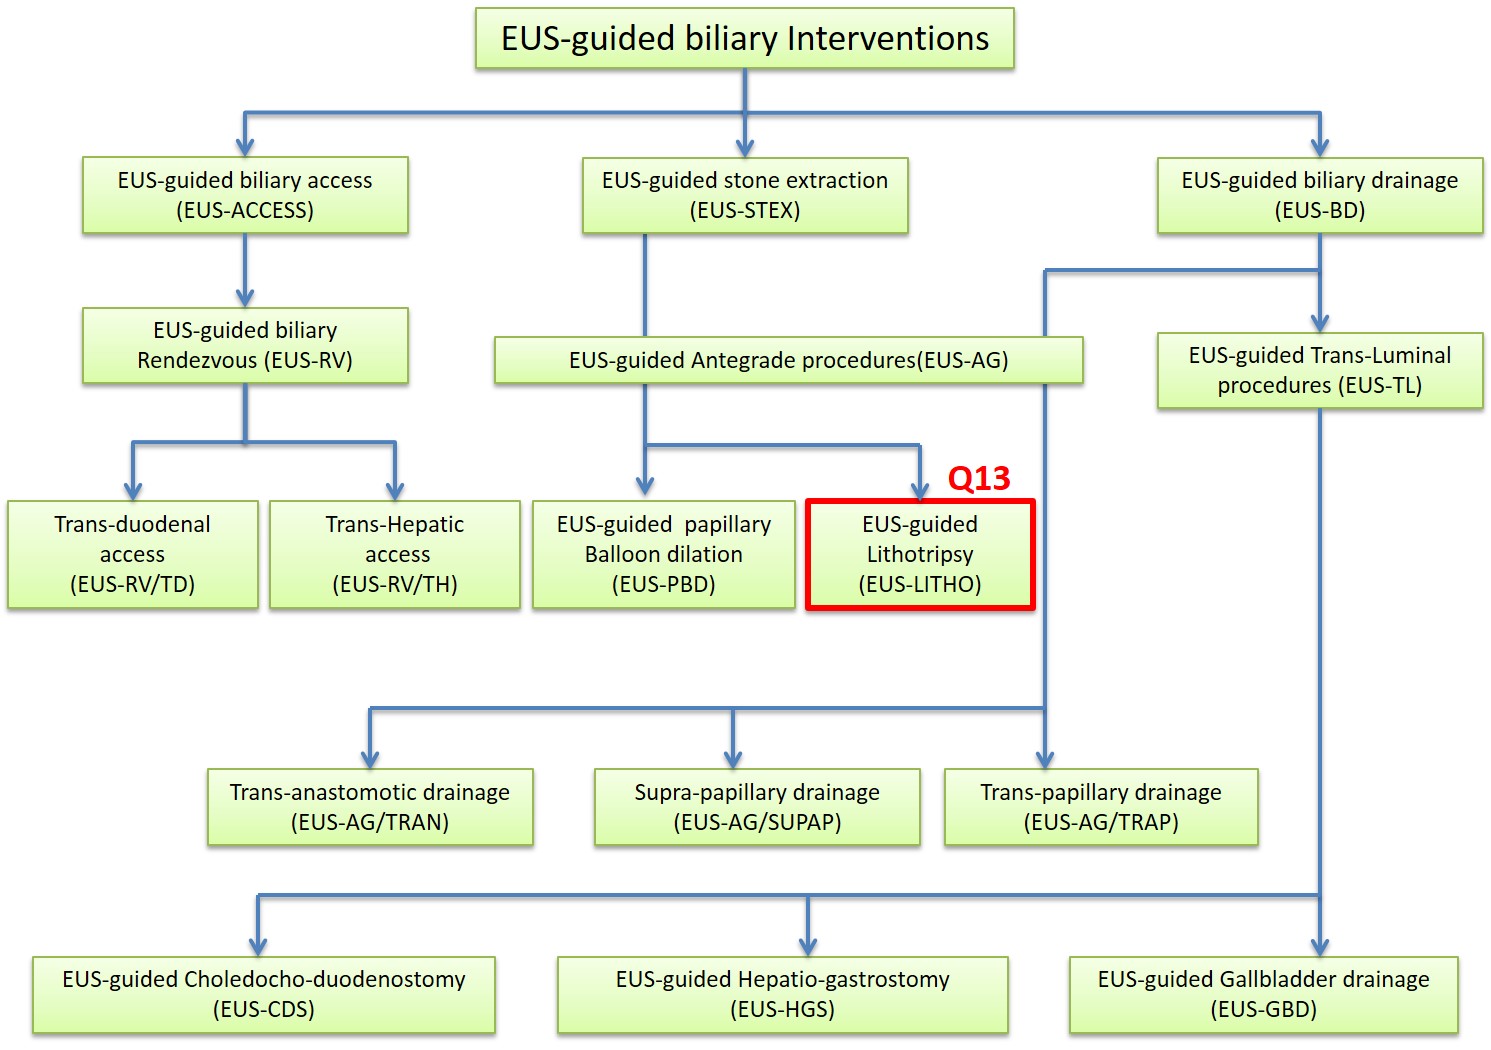 EUS-guided biliary Interventions
EUS-guided biliary access
(EUS-ACCESS)
EUS-guided stone extraction
(EUS-STEX)
EUS-guided biliary drainage
(EUS-BD)
EUS-guided biliary
Rendezvous (EUS-RV)
EUS-guided Antegrade procedures(EUS-AG)
EUS-guided Trans-Luminal
procedures (EUS-TL)
Q13
Trans-duodenal
access
(EUS-RV/TD)
Trans-Hepatic
access
(EUS-RV/TH)
EUS-guided  papillary
Balloon dilation
(EUS-PBD)
EUS-guided
Lithotripsy
(EUS-LITHO)
Trans-anastomotic drainage
(EUS-AG/TRAN)
Supra-papillary drainage
(EUS-AG/SUPAP)
Trans-papillary drainage
(EUS-AG/TRAP)
EUS-guided Choledocho-duodenostomy
(EUS-CDS)
EUS-guided Hepatio-gastrostomy
(EUS-HGS)
EUS-guided Gallbladder drainage
(EUS-GBD)